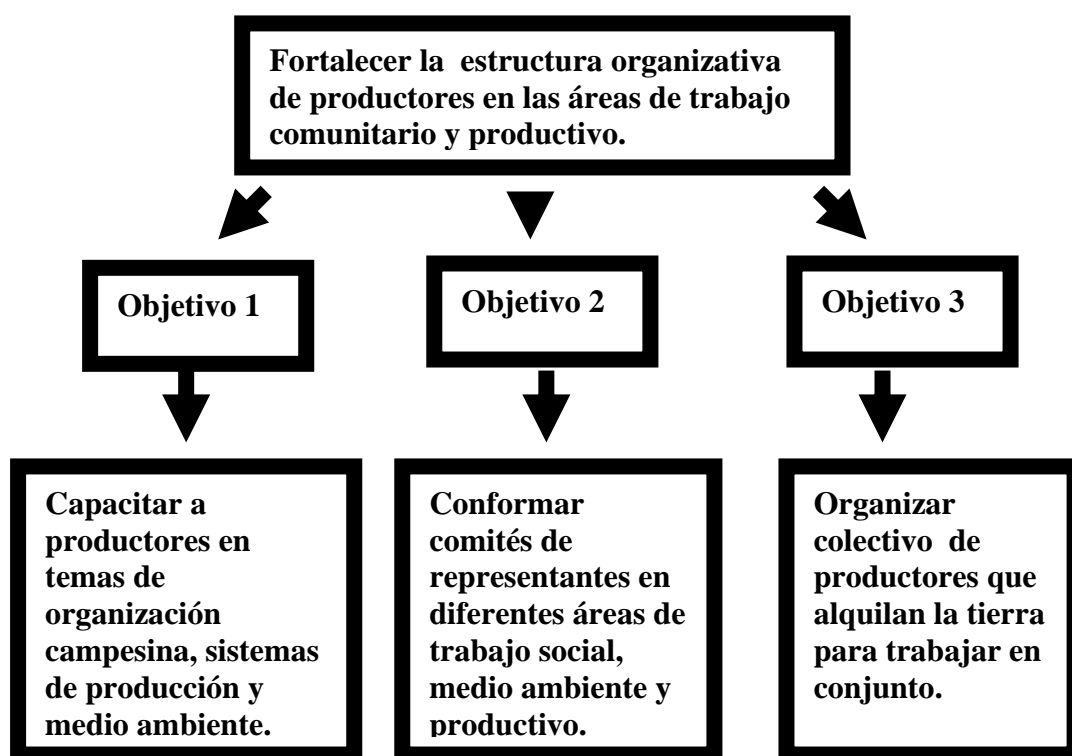 Fortalecer la estructura organizativa
de productores en las áreas de trabajo
comunitario y productivo.
Objetivo 1
Objetivo 2
Objetivo 3
Capacitar a
productores en
temas de
organización
campesina, sistemas
de producción y
medio ambiente.
Conformar
comités de
representantes en
diferentes áreas de
trabajo social,
medio ambiente y
productivo.
Organizar
colectivo de
productores que
alquilan la tierra
para trabajar en
conjunto.